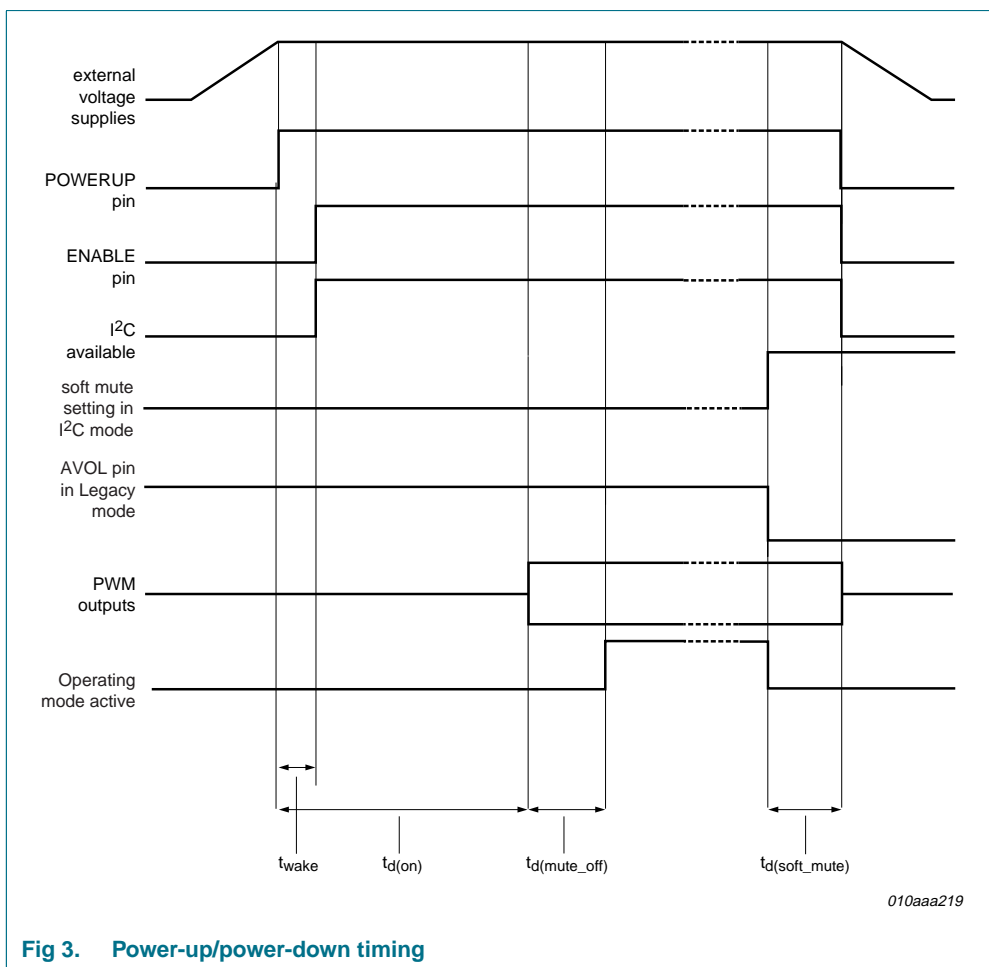 external
voltage
supplies
POWERUP
pin
ENABLE
pin
I²C
available
soft mute
setting in
I²C mode
AVOL pin
in Legacy
mode
PWM
outputs
Operating
mode active
twake
td(on)
td(mute_off)
td(soft_mute)
010aaa219
Fig 3. Power-up/power-down timing